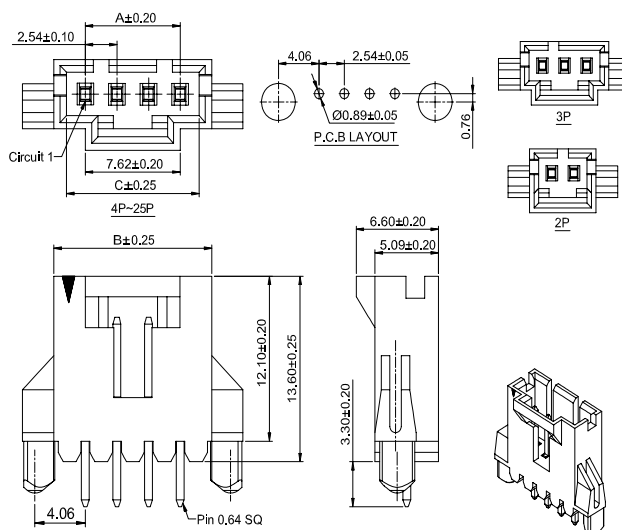 A±0.20
2.54±0.10
Circuit 1
7.62±0.20
C±0.25
4P~25P
4.06
2.54±0.05
Ø0.89±0.05
P.C.B LAYOUT
0.76
3P
2P
B±0.25
12.10±0.20
13.60±0.25
4.06
Pin 0.64 SQ
6.60±0.20
5.09±0.20
3.30±0.20